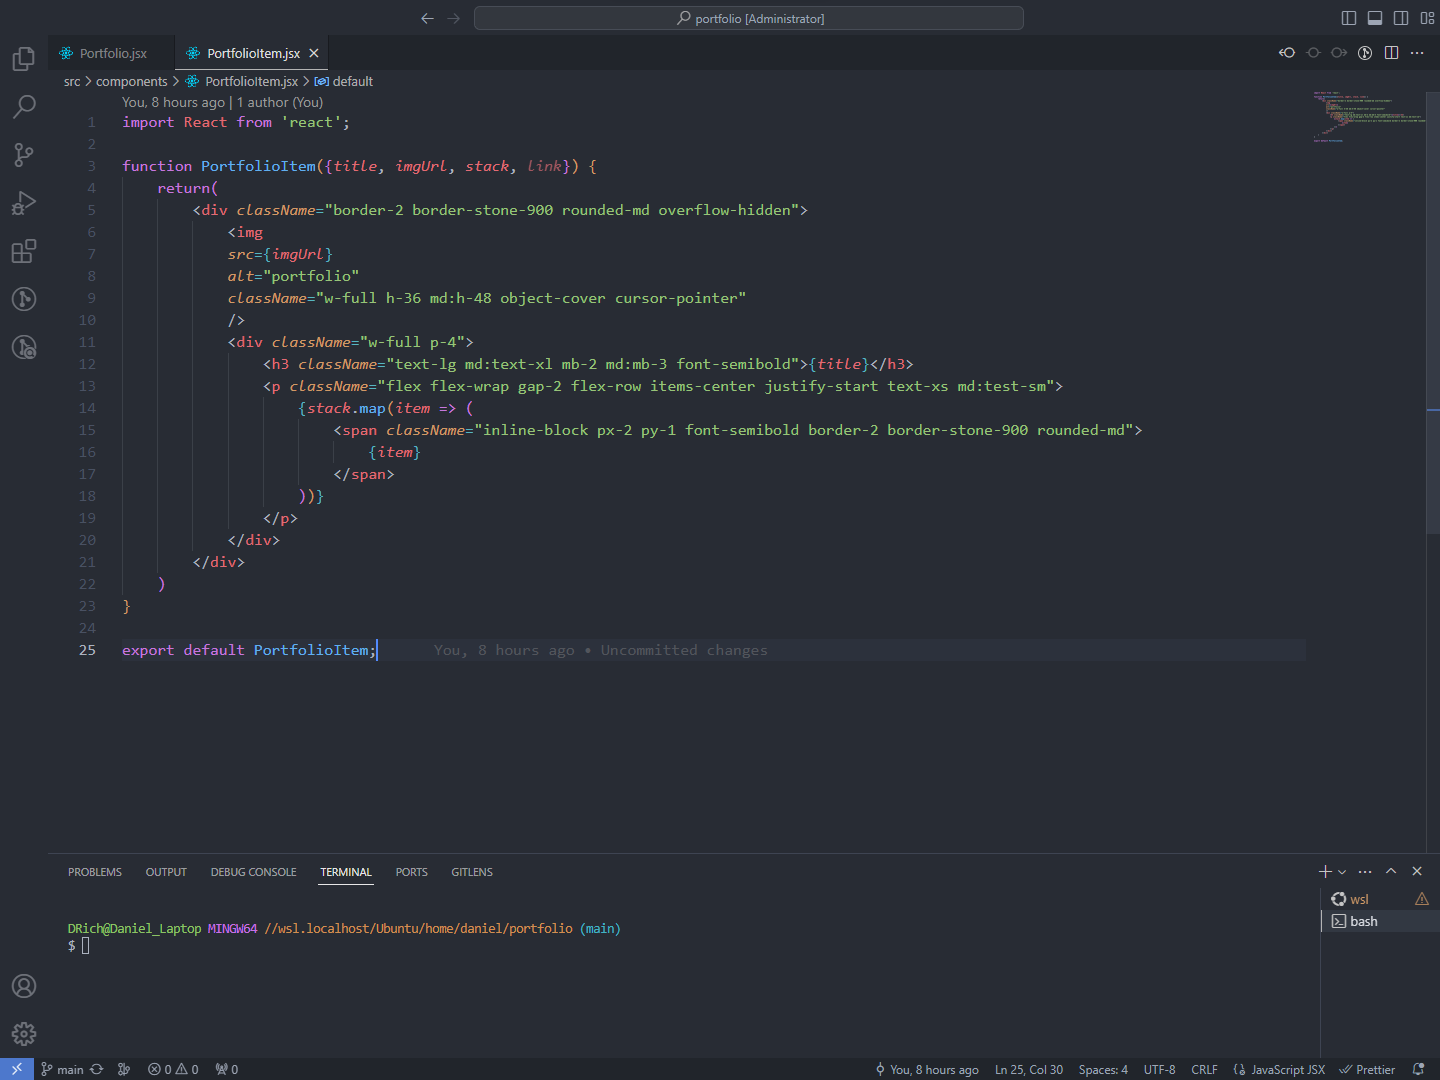 portfolio [Administrator]
Portfolio.jsx
PortfolioItem.jsx
src > components > PortfolioItem.jsx > default
You, 8 hours ago | 1 author (You)
1 import React from 'react';
2
3 function PortfolioItem({title, imgUrl, stack, link}) {
4 return(
5 <div className="border-2 border-stone-900 rounded-md overflow-hidden">
6 <img
7 src={imgUrl}
8 alt="portfolio"
9 className="w-full h-36 md:h-48 object-cover cursor-pointer"
10 />
11 <div className="w-full p-4">
12 <h3 className="text-lg md:text-xl mb-2 md:mb-3 font-semibold">{title}</h3>
13 <p className="flex flex-wrap gap-2 flex-row items-center justify-start text-xs md:test-sm">
14 {stack.map(item => (
15 <span className="inline-block px-2 py-1 font-semibold border-2 border-stone-900 rounded-md">
16 {item}
17 </span>
18 ))}
19 </p>
20 </div>
21 </div>
22 )
23 }
24
25 export default PortfolioItem; You, 8 hours ago • Uncommitted changes
PROBLEMS OUTPUT DEBUG CONSOLE TERMINAL PORTS GITLENS
DRich@Daniel_Laptop MINGW64 //wsl.localhost/Ubuntu/home/daniel/portfolio (main)
$
wsl
bash
main 0 0 0 You, 8 hours ago Ln 25, Col 30 Spaces: 4 UTF-8 CRLF JavaScript JSX Prettier